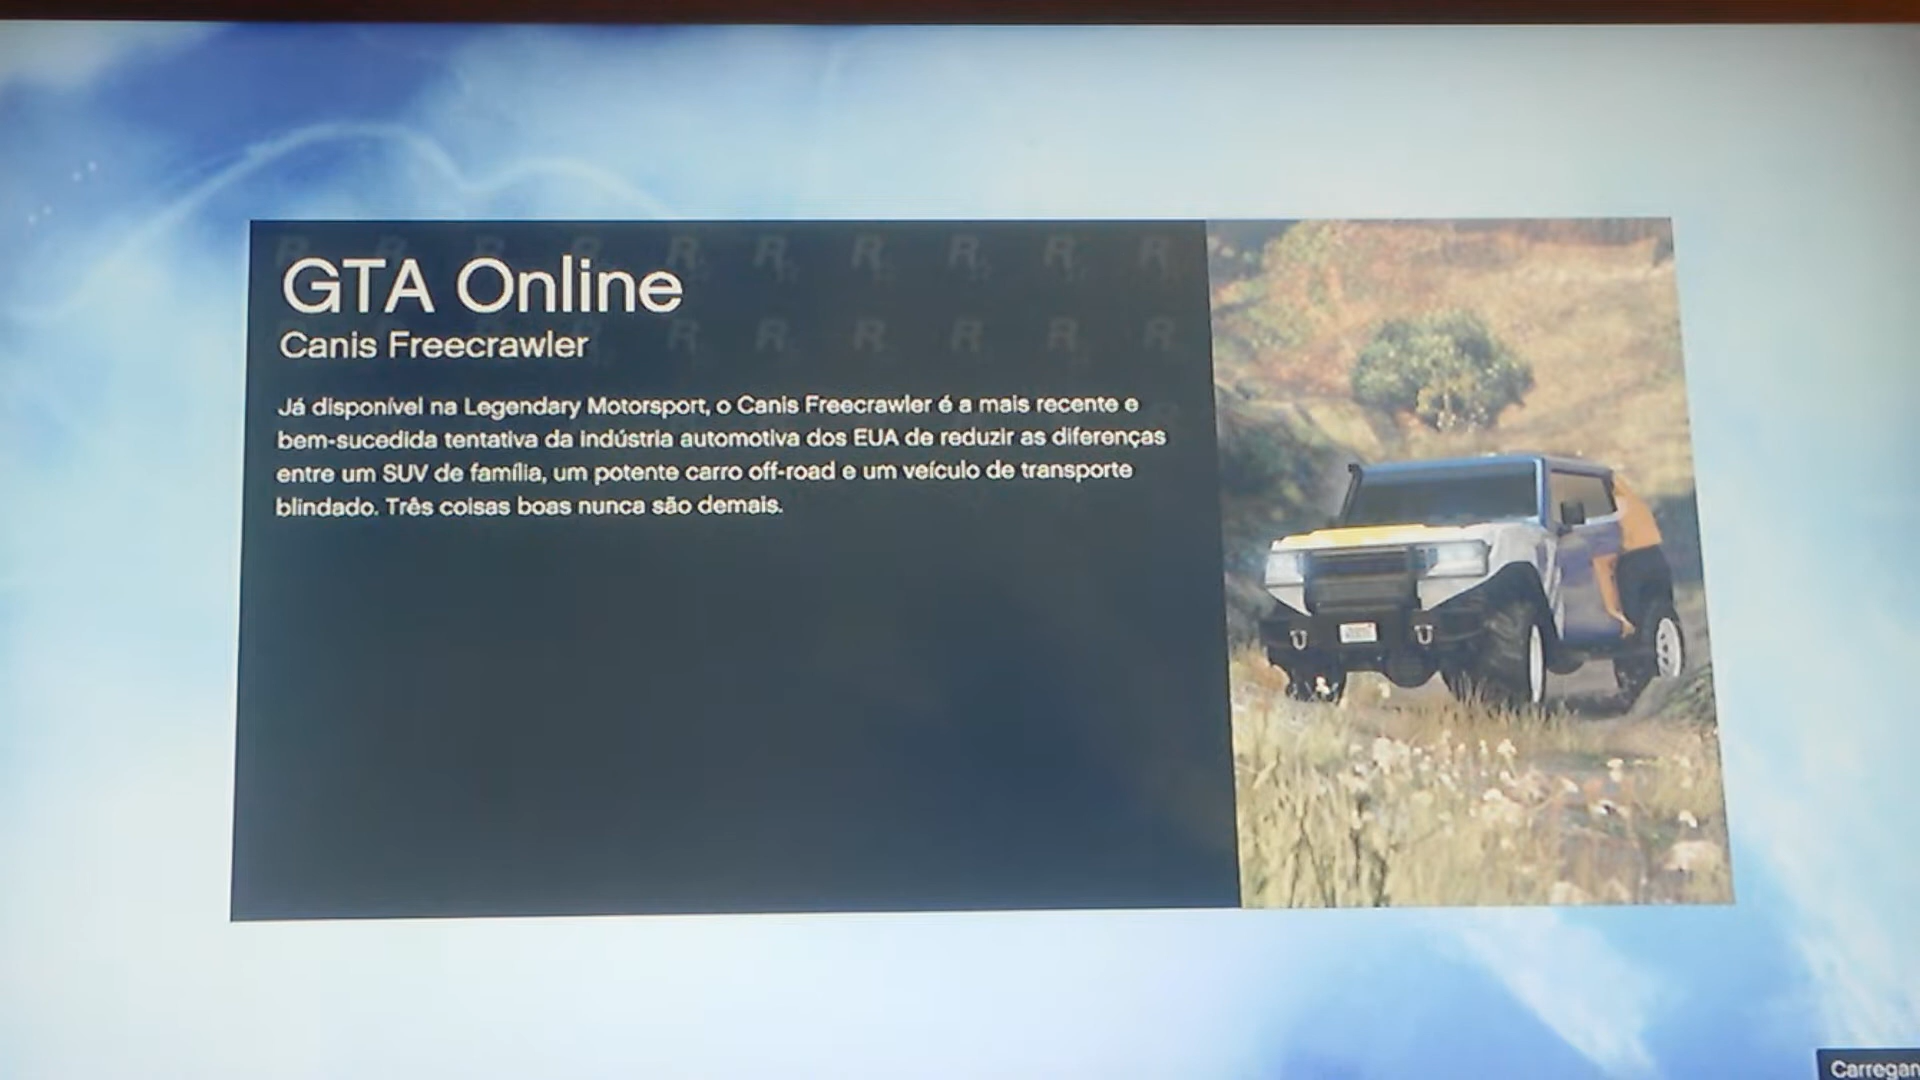 GTA Online
Canis Freecrawler
Já disponível na Legendary Motorsport, o Canis Freecrawler é a mais recente e
bem-sucedida tentativa da indústria automotiva dos EUA de reduzir as diferenças
entre um SUV de família, um potente carro off-road e um veículo de transporte
blindado. Três coisas boas nunca são demais.
Carregan